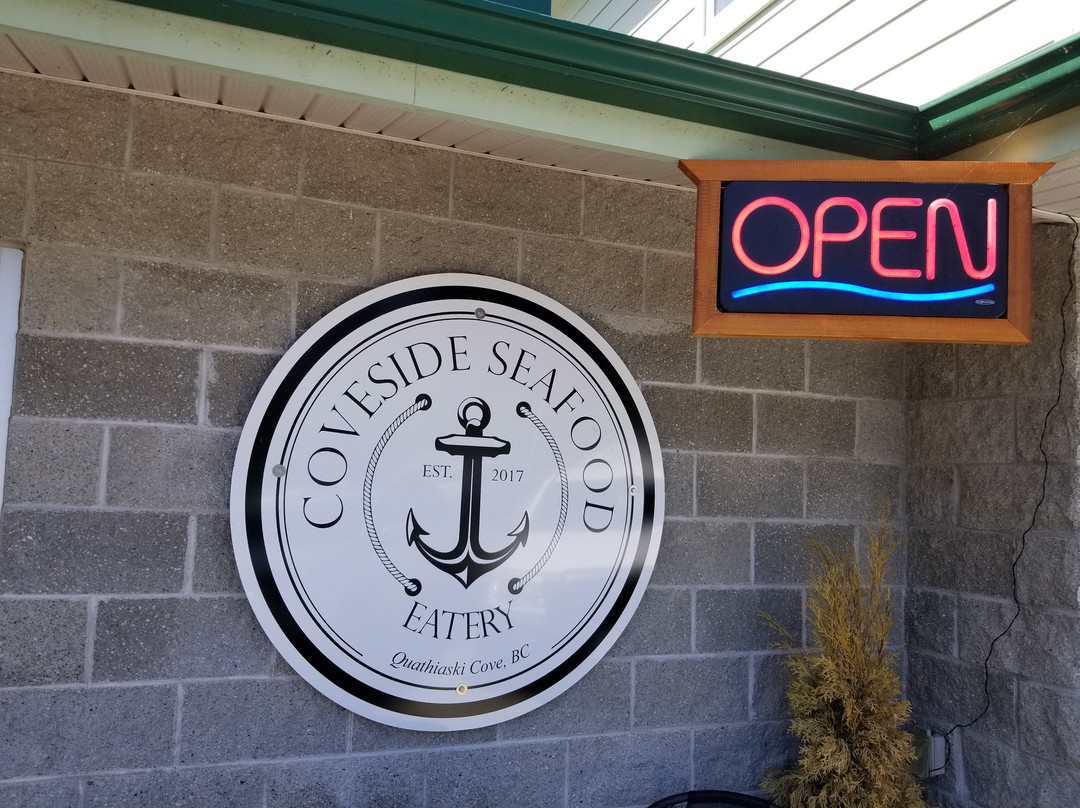 OPEN
COVESIDE SEAFOOD
EST. 2017
EATERY
Quathiaski Cove, BC